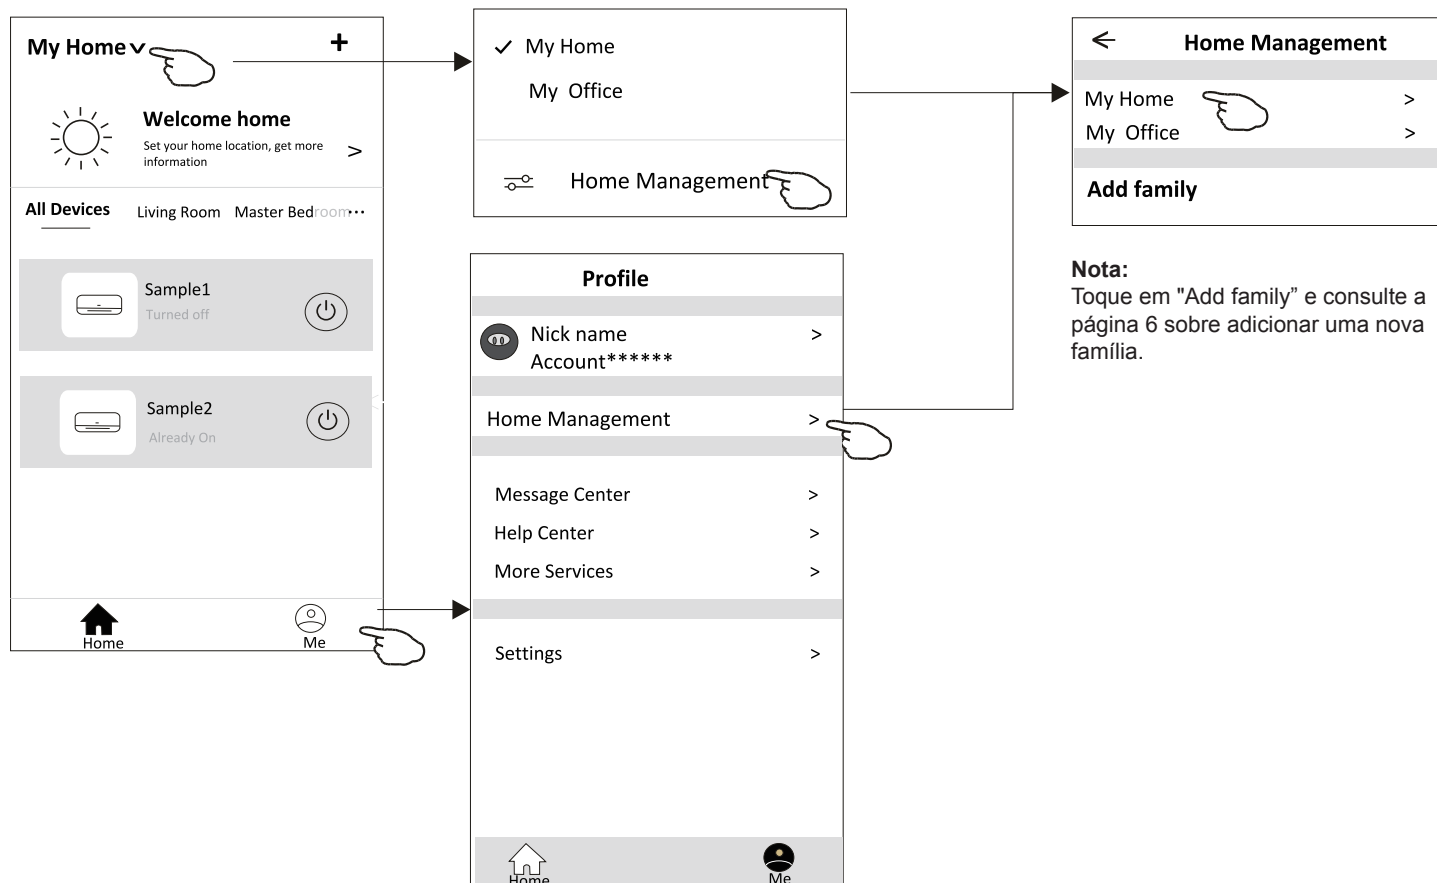 My Home
+
Welcome home
Set your home location, get more
information
>
All Devices
Living Room
Master Bedroom...
Sample1
Turned off
Sample2
Already On
Home
Me
✓ My Home
My Office
Home Management
Profile
Nick name
>
Account******
Home Management
>
Message Center
>
Help Center
>
More Services
>
Settings
>
Home
Me
Home Management
My Home
>
My Office
>
Add family
Nota:
Toque em "Add family” e consulte a
página 6 sobre adicionar uma nova
família.